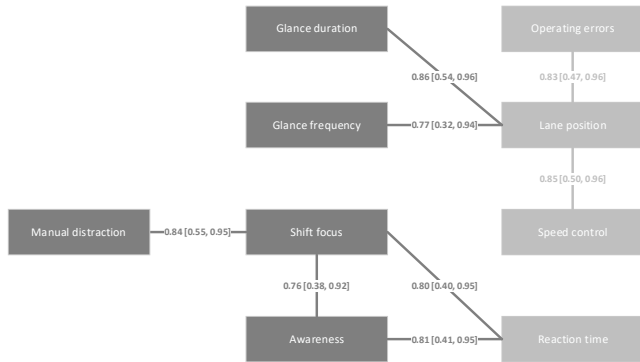 Glance duration
Operating errors
0.86 [0.54, 0.96]
0.83 [0.47, 0.96]
Glance frequency
0.77 [0.32, 0.94]
Lane position
0.85 [0.50, 0.96]
Manual distraction
0.84 [0.55, 0.95]
Shift focus
Speed control
0.76 [0.38, 0.92]
0.80 [0.40, 0.95]
Awareness
0.81 [0.41, 0.95]
Reaction time